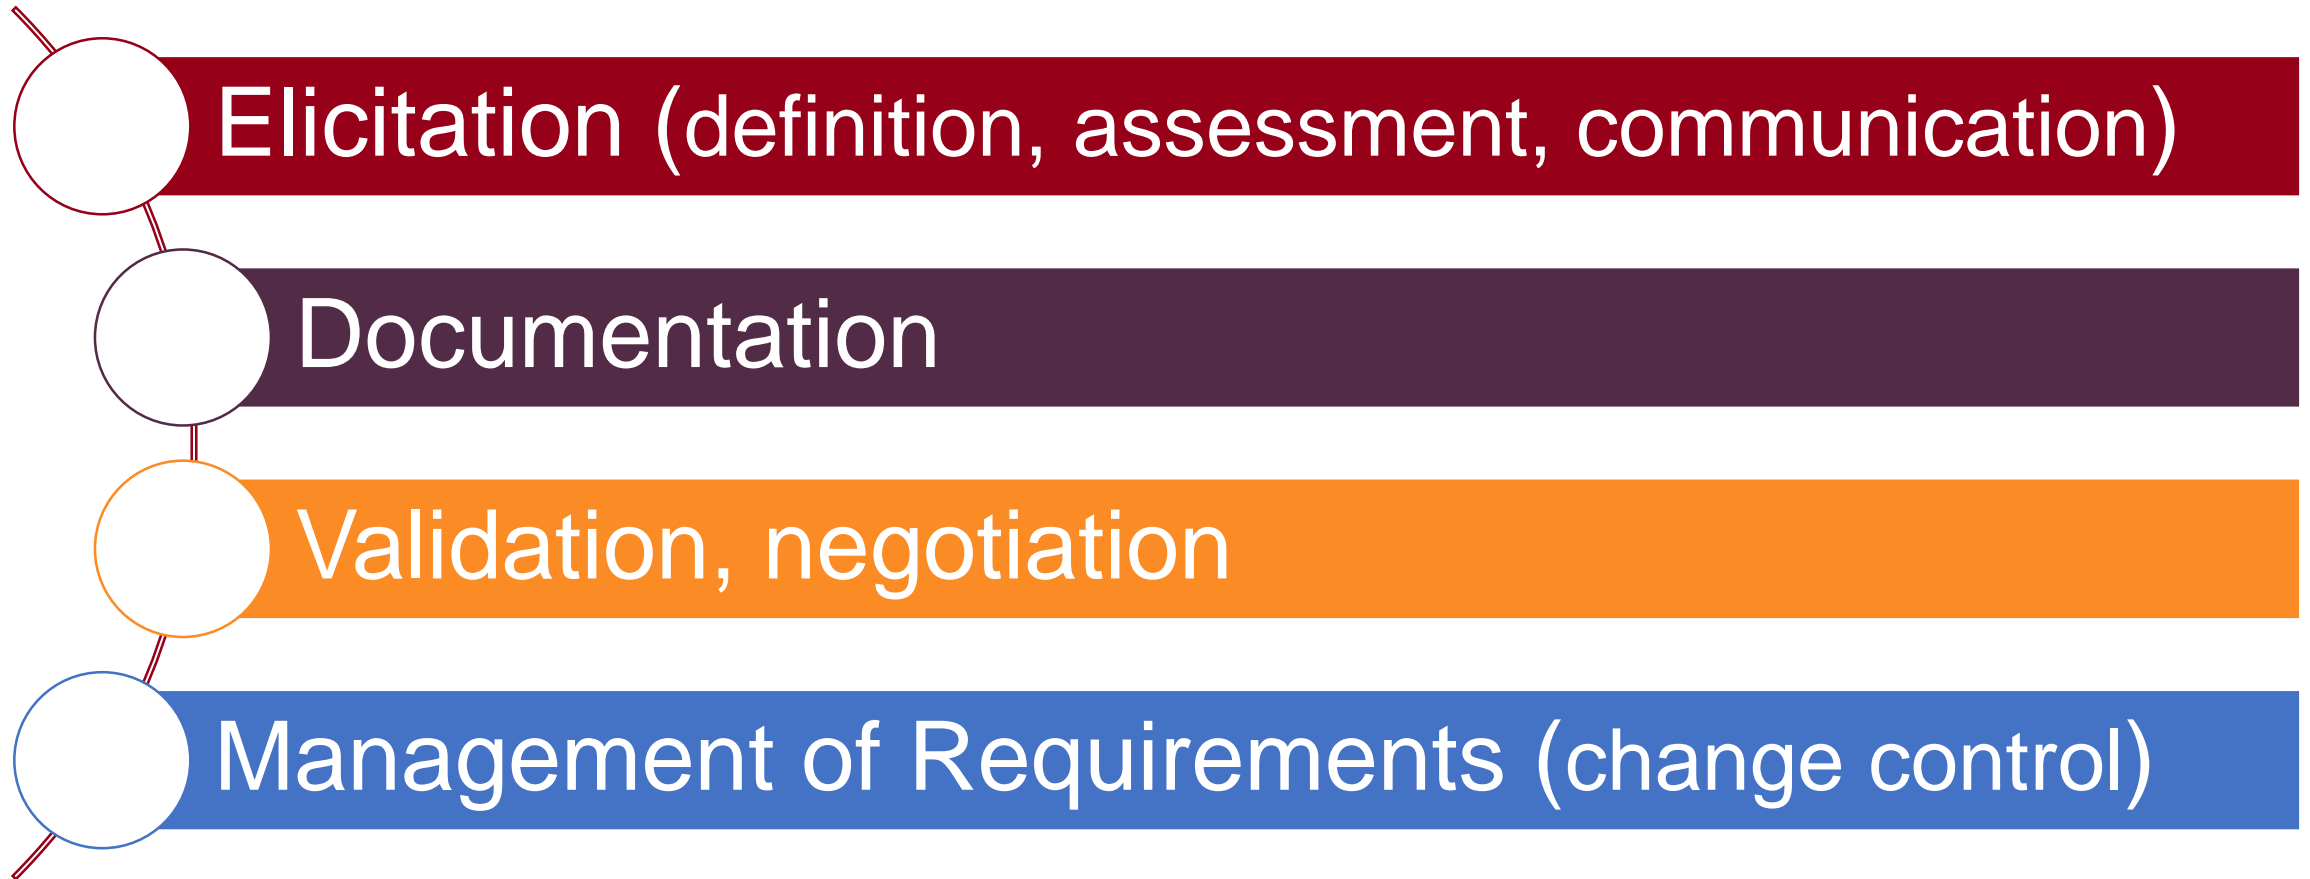 Elicitation (definition, assessment, communication)
Documentation
Validation, negotiation
Management of Requirements (change control)